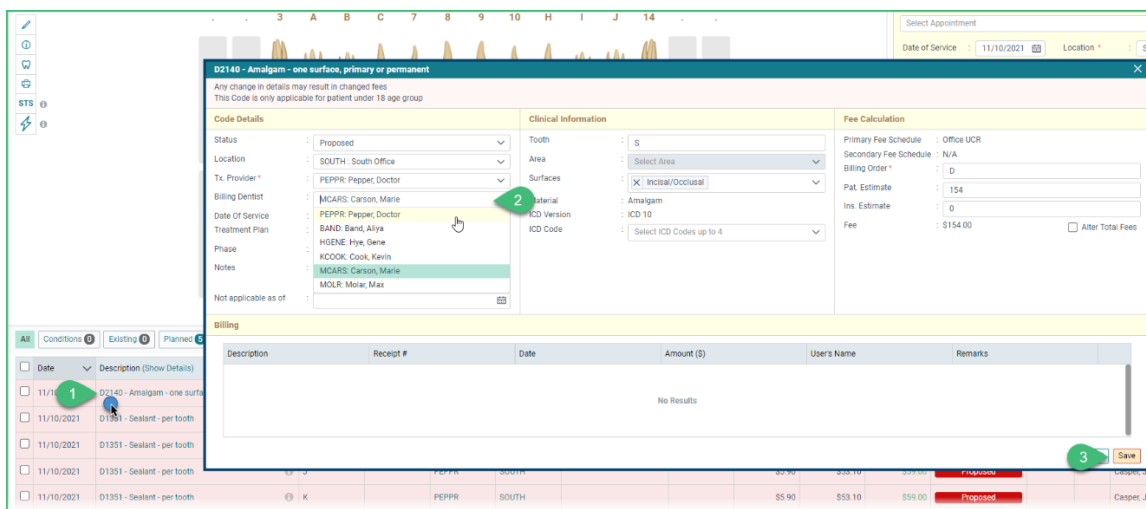 3 A B C 7 8 9 10 H I J 14
Select Appointment
Date of Service : 11/10/2021 Location * : S
STS
D2140 - Amalgam - one surface, primary or permanent
Any change in details may result in changed fees
This Code is only applicable for patient under 18 age group
Code Details
Status : Proposed
Location : SOUTH : South Office
Tx. Provider * : PEPPR: Pepper, Doctor
Billing Dentist : MCARS: Carson, Marie
Date Of Service
Treatment Plan
Phase
Notes
PEPPR: Pepper, Doctor
BAND: Band, Aliya
HGENE: Hye, Gene
KCOOK: Cook, Kevin
MCARS: Carson, Marie
MOLR: Molar, Max
Not applicable as of :
2
Clinical Information
Tooth : S
Area : Select Area
Surfaces : Incisal/Occlusal
Material : Amalgam
ICD Version : ICD 10
ICD Code : Select ICD Codes up to 4
Fee Calculation
Primary Fee Schedule : Office UCR
Secondary Fee Schedule : N/A
Billing Order * : D
Pat. Estimate : 154
Ins. Estimate : 0
Fee : $154.00 Alter Total Fees
Billing
Description Receipt # Date Amount ($) User's Name Remarks
No Results
3 Save
All Conditions 0 Existing 0 Planned 5
Date Description (Show Details)
11/1 1 D2140 - Amalgam - one surfa
11/10/2021 D1351 - Sealant - per tooth
11/10/2021 D1351 - Sealant - per tooth
11/10/2021 D1351 - Sealant - per tooth J PEPPR SOUTH $5.90 $53.10 $59.00 Proposed Casper, J
11/10/2021 D1351 - Sealant - per tooth K PEPPR SOUTH $5.90 $53.10 $59.00 Proposed Casper, J